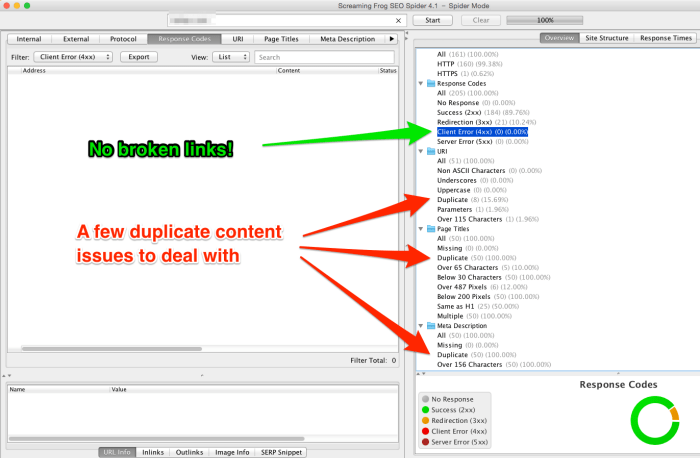 Screaming Frog SEO Spider 4.1 – Spider Mode
Start
Clear
100%
Internal External Protocol Response Codes URI Page Titles Meta Description
Overview Site Structure Response Times
Filter: Client Error (4xx) Export View: List Search
Address Content Status
All (161) (100.00%)
HTTP (160) (99.38%)
HTTPS (1) (0.62%)
Response Codes
All (205) (100.00%)
No Response (0) (0.00%)
Success (2xx) (184) (89.76%)
Redirection (3xx) (21) (10.24%)
Client Error (4xx) (0) (0.00%)
Server Error (5xx) (0) (0.00%)
URI
All (51) (100.00%)
Non ASCII Characters (0) (0.00%)
Underscores (0) (0.00%)
Uppercase (0) (0.00%)
Duplicate (8) (15.69%)
Parameters (1) (1.96%)
Over 115 Characters (1) (1.96%)
Page Titles
All (50) (100.00%)
Missing (0) (0.00%)
Duplicate (50) (100.00%)
Over 65 Characters (5) (10.00%)
Below 30 Characters (50) (100.00%)
Over 487 Pixels (6) (12.00%)
Below 200 Pixels (50) (100.00%)
Same as H1 (25) (50.00%)
Multiple (50) (100.00%)
Meta Description
All (50) (100.00%)
Missing (0) (0.00%)
Duplicate (50) (100.00%)
Over 156 Characters (50) (100.00%)
No broken links!
A few duplicate content
issues to deal with
Filter Total: 0
Name Value
URL Info Inlinks Outlinks Image Info SERP Snippet
Response Codes
No Response
Success (2xx)
Redirection (3xx)
Client Error (4xx)
Server Error (5xx)